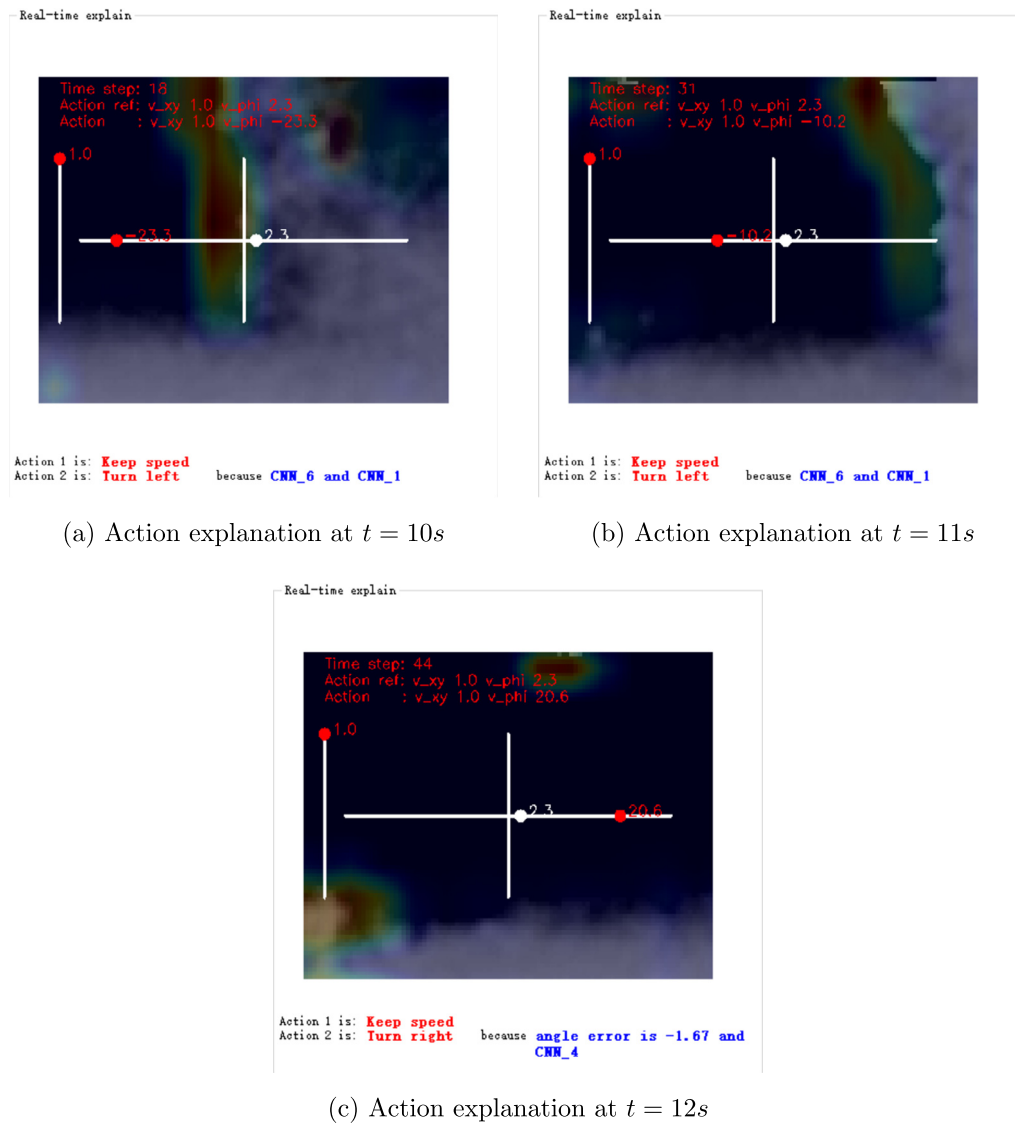 Real-time explain
Time step: 18
Action ref: v_xy 1.0 v_phi 2.3
Action : v_xy 1.0 v_phi -23.3
1.0
-23.3
2.3
Action 1 is: Keep speed
Action 2 is: Turn left because CNN_6 and CNN_1
(a) Action explanation at t = 10s
Real-time explain
Time step: 31
Action ref: v_xy 1.0 v_phi 2.3
Action : v_xy 1.0 v_phi -10.2
1.0
-10.2
2.3
Action 1 is: Keep speed
Action 2 is: Turn left because CNN_6 and CNN_1
(b) Action explanation at t = 11s
Real-time explain
Time step: 44
Action ref: v_xy 1.0 v_phi 2.3
Action : v_xy 1.0 v_phi 20.6
1.0
2.3
20.6
Action 1 is: Keep speed
Action 2 is: Turn right because angle error is -1.67 and
CNN_4
(c) Action explanation at t = 12s